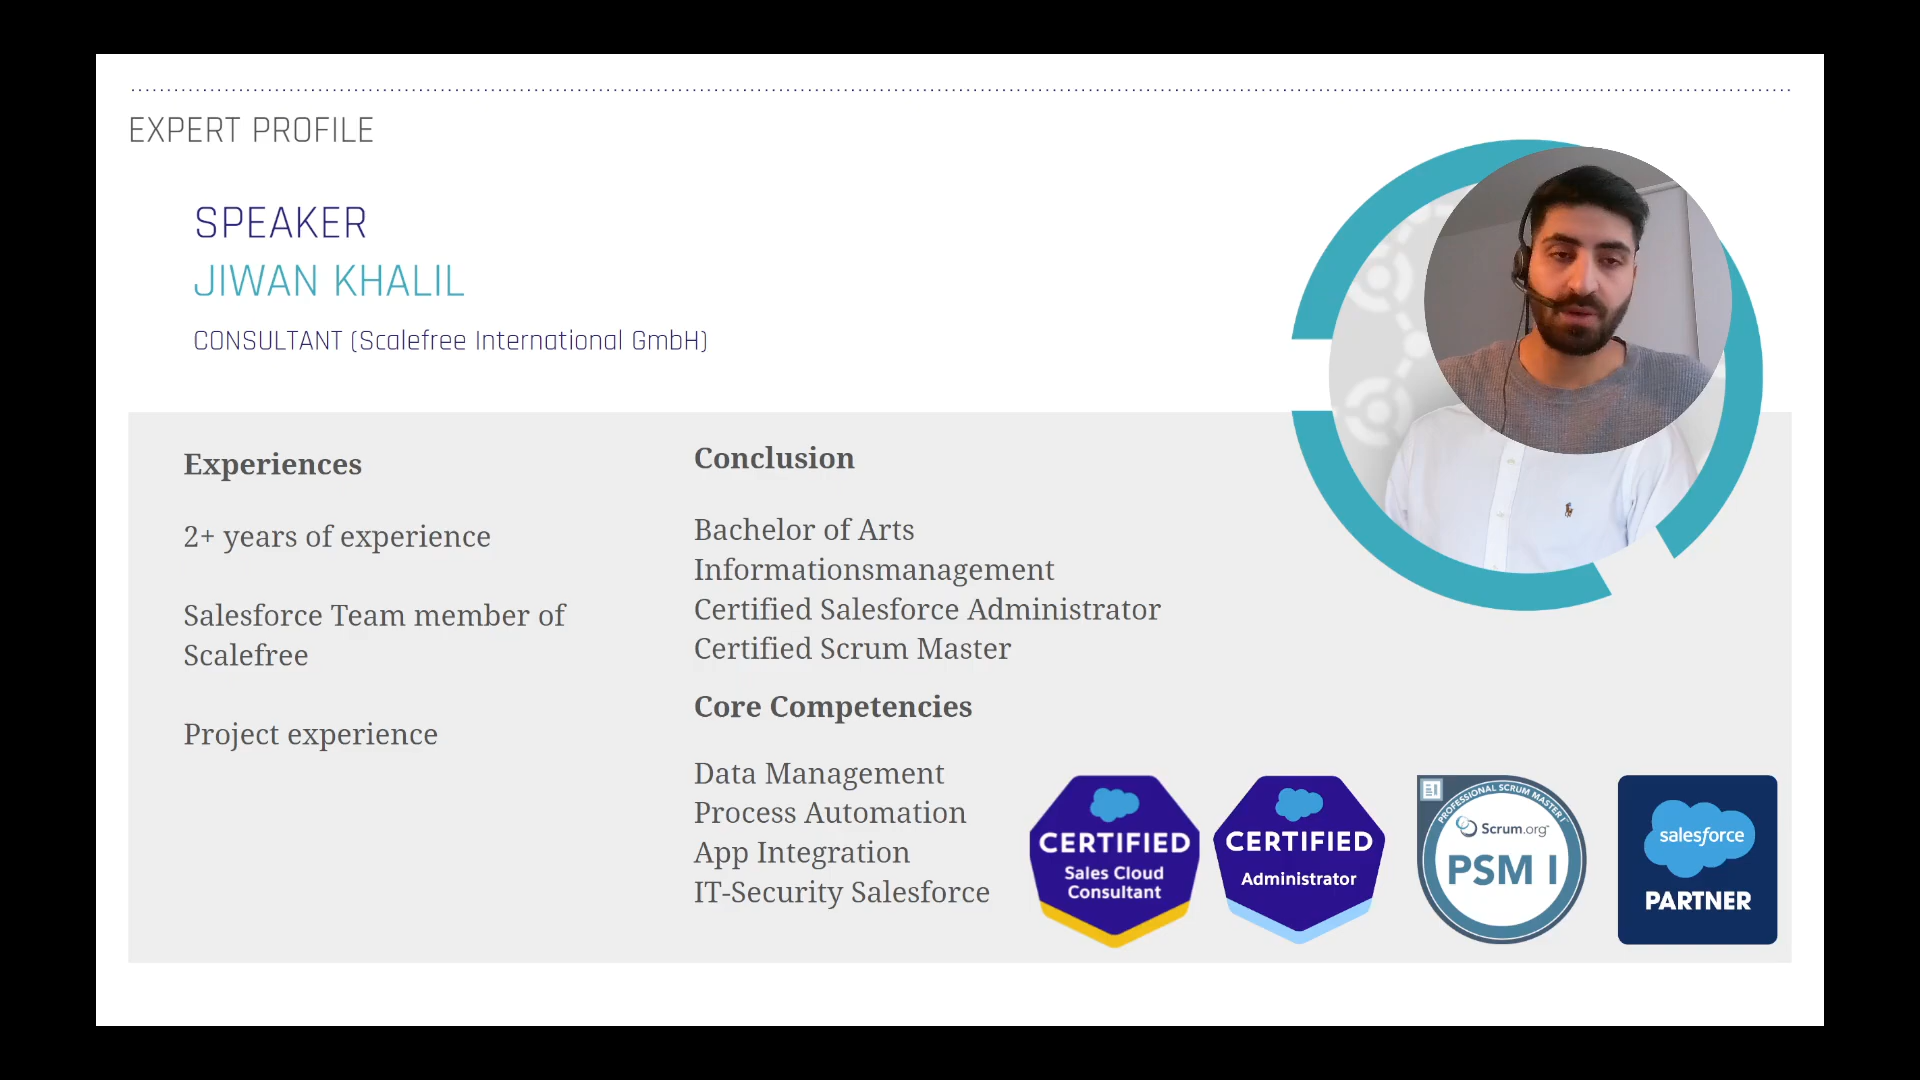 EXPERT PROFILE
SPEAKER
JIWAN KHALIL
CONSULTANT (Scalefree International GmbH)
Experiences
2+ years of experience
Salesforce Team member of
Scalefree
Project experience
Conclusion
Bachelor of Arts
Informationsmanagement
Certified Salesforce Administrator
Certified Scrum Master
Core Competencies
Data Management
Process Automation
App Integration
IT-Security Salesforce
CERTIFIED
Sales Cloud
Consultant
CERTIFIED
Administrator
PROFESSIONAL SCRUM MASTER I
Scrum.org
PSM I
salesforce
PARTNER